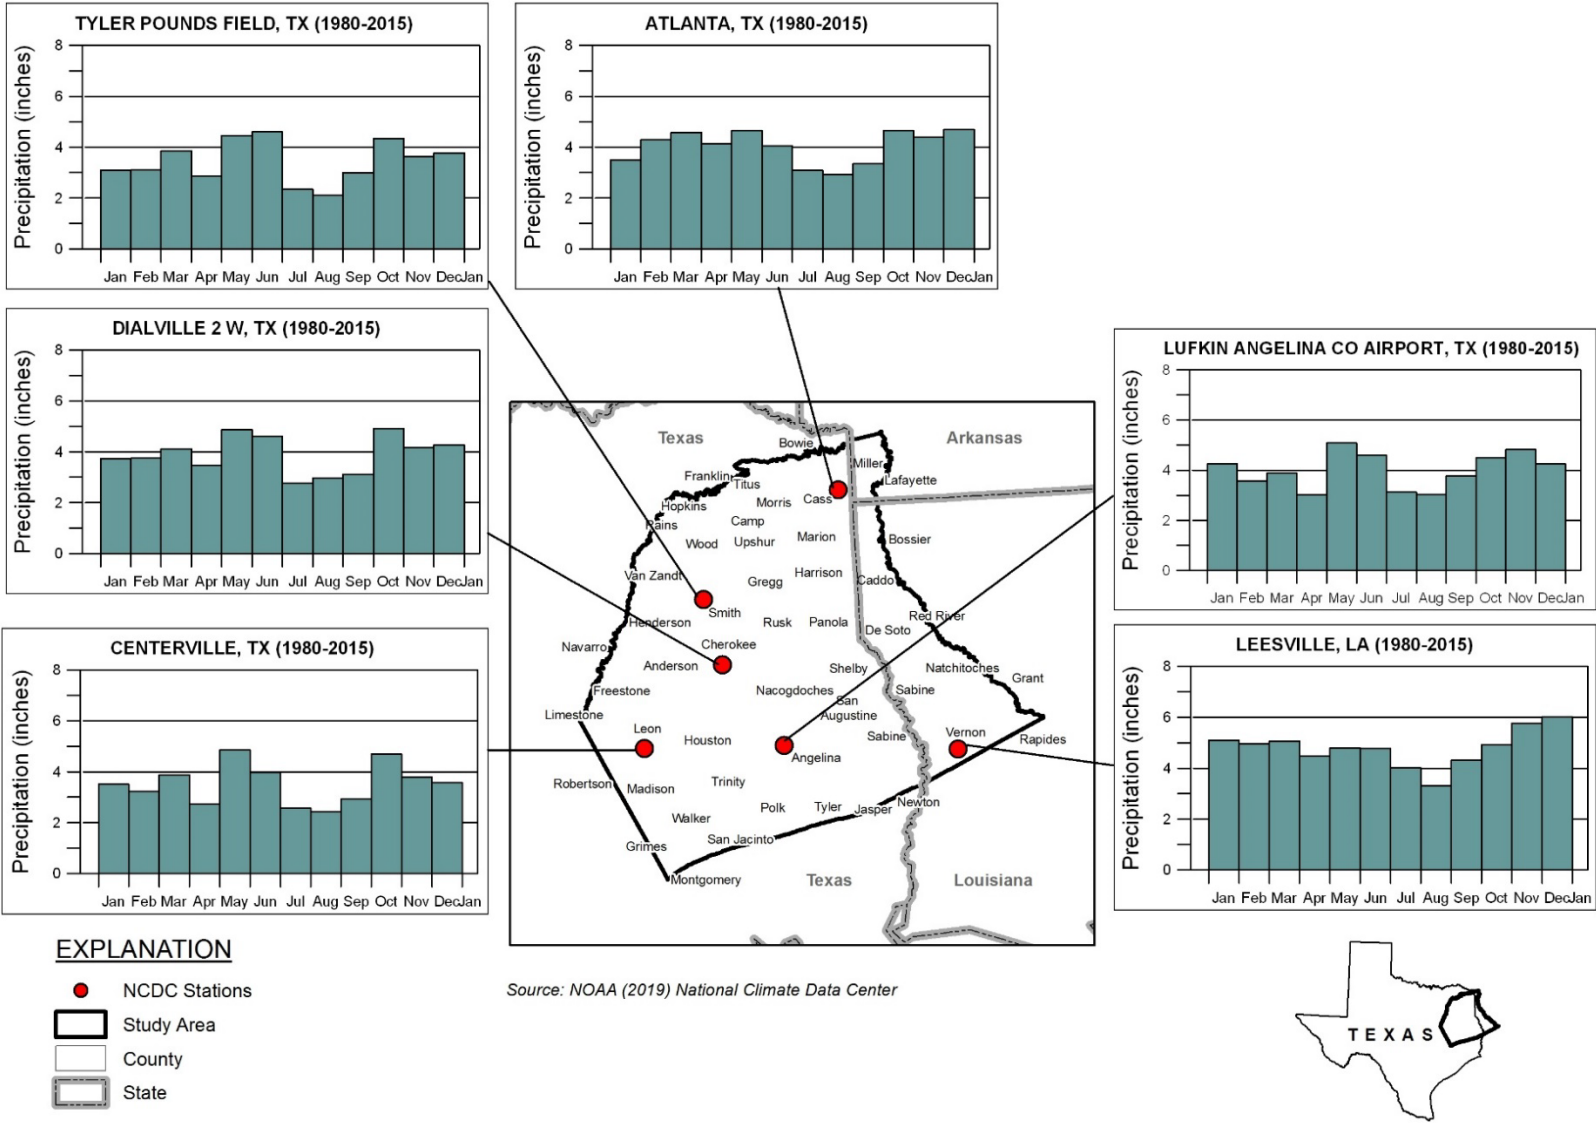 TYLER POUNDS FIELD, TX (1980-2015)
Precipitation (inches)
8
6
4
2
0
Jan Feb Mar Apr May Jun Jul Aug Sep Oct Nov Dec Jan
ATLANTA, TX (1980-2015)
Precipitation (inches)
8
6
4
2
0
Jan Feb Mar Apr May Jun Jul Aug Sep Oct Nov Dec Jan
DIALVILLE 2 W, TX (1980-2015)
Precipitation (inches)
8
6
4
2
0
Jan Feb Mar Apr May Jun Jul Aug Sep Oct Nov Dec Jan
LUFKIN ANGELINA CO AIRPORT, TX (1980-2015)
Precipitation (inches)
8
6
4
2
0
Jan Feb Mar Apr May Jun Jul Aug Sep Oct Nov Dec Jan
CENTERVILLE, TX (1980-2015)
Precipitation (inches)
8
6
4
2
0
Jan Feb Mar Apr May Jun Jul Aug Sep Oct Nov Dec Jan
LEESVILLE, LA (1980-2015)
Precipitation (inches)
8
6
4
2
0
Jan Feb Mar Apr May Jun Jul Aug Sep Oct Nov Dec Jan
Texas
Bowie
Arkansas
Miller
Franklin
Titus
Lafayette
Morris
Cass
Hopkins
Rains
Camp
Wood
Upshur
Marion
Bossier
Van Zandt
Gregg
Harrison
Caddo
Smith
Henderson
Rusk
Panola
De Soto
Red River
Navarro
Cherokee
Anderson
Shelby
Natchitoches
Grant
Freestone
Nacogdoches
San
Augustine
Sabine
Limestone
Leon
Houston
Angelina
Sabine
Vernon
Rapides
Robertson
Madison
Trinity
Polk
Tyler
Jasper
Newton
Walker
San Jacinto
Grimes
Montgomery
Texas
Louisiana
EXPLANATION
NCDC Stations
Study Area
County
State
Source: NOAA (2019) National Climate Data Center
TEXAS